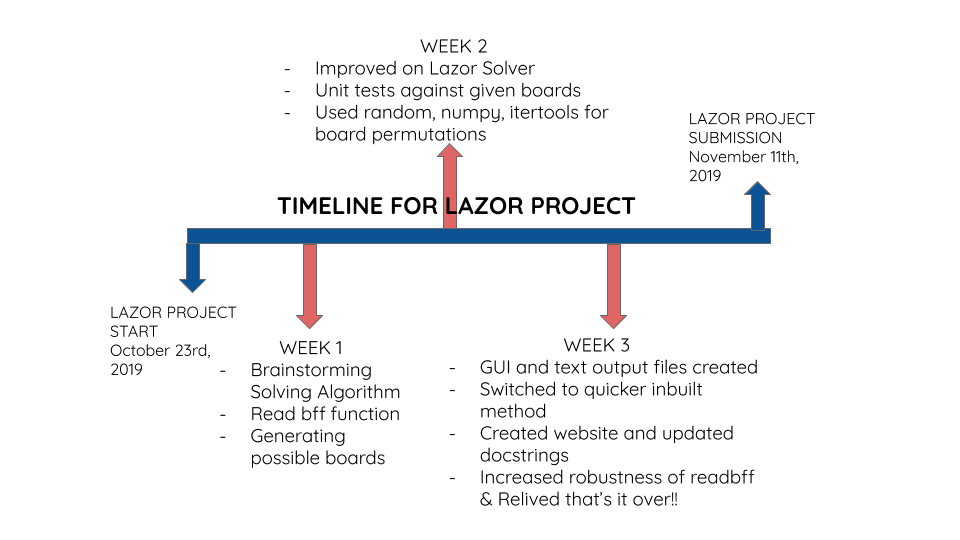 WEEK 2
- Improved on Lazor Solver
- Unit tests against given boards
- Used random, numpy, itertools for
board permutations
LAZOR PROJECT
SUBMISSION
November 11th,
2019
TIMELINE FOR LAZOR PROJECT
LAZOR PROJECT
START
October 23rd,
2019
WEEK 1
- Brainstorming
Solving Algorithm
- Read bff function
- Generating
possible boards
WEEK 3
- GUI and text output files created
- Switched to quicker inbuilt
method
- Created website and updated
docstrings
- Increased robustness of readbff
& Relived that's it over!!